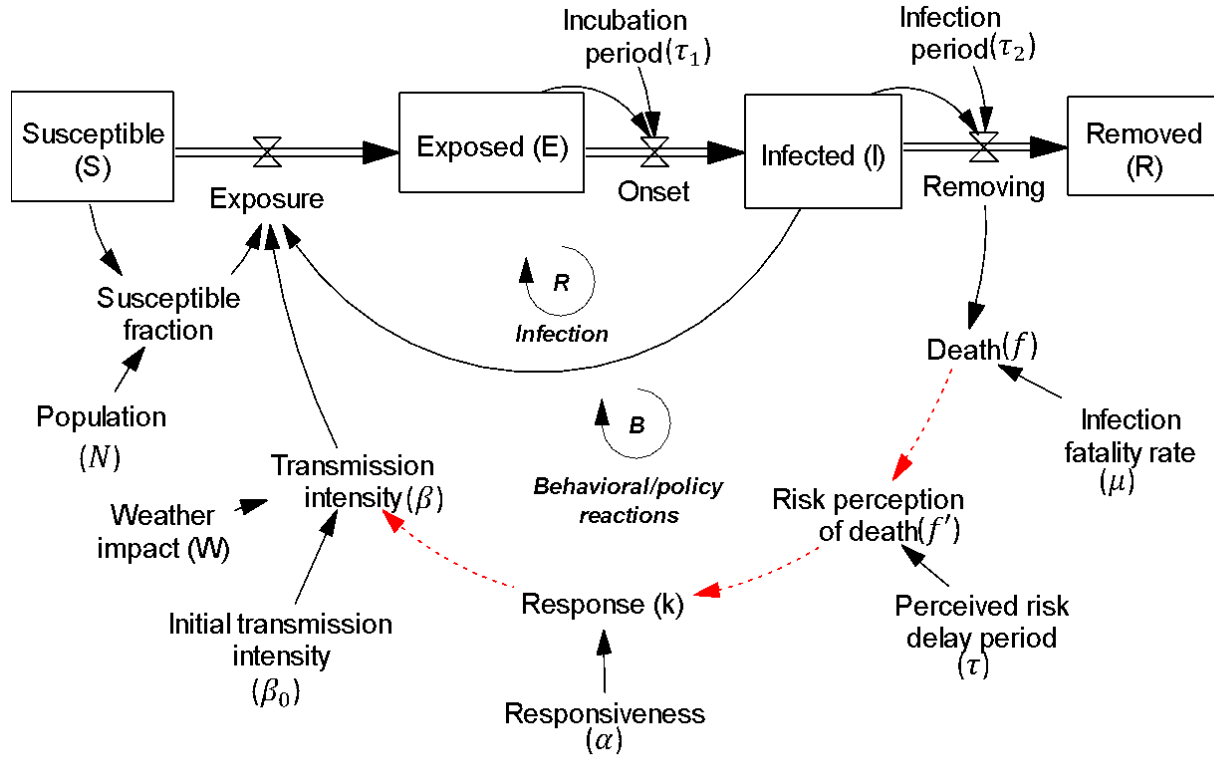 Incubation
period(τ₁)
Infection
period(τ₂)
Susceptible
(S)
Exposed (E)
Infected (I)
Removed
(R)
Exposure
Onset
Removing
R
Infection
Susceptible
fraction
Death(f)
Population
(N)
B
Behavioral/policy
reactions
Infection
fatality rate
(μ)
Transmission
intensity(β)
Weather
impact (W)
Risk perception
of death(f′)
Response (k)
Initial transmission
intensity
(β₀)
Perceived risk
delay period
(τ)
Responsiveness
(α)